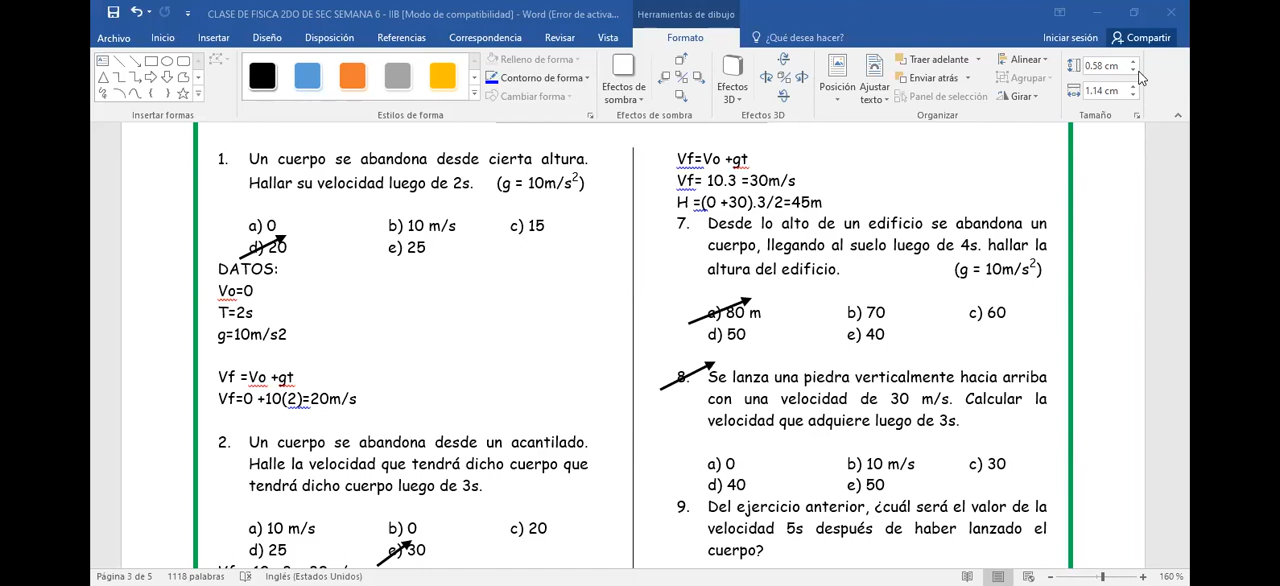 CLASE DE FISICA 2DO DE SEC SEMANA 6 - IIB [Modo de compatibilidad] - Word (Error de activa...
Herramientas de dibujo
Archivo Inicio Insertar Diseño Disposición Referencias Correspondencia Revisar Vista Formato ¿Qué desea hacer? Iniciar sesión Compartir
Relleno de forma
Contorno de forma
Cambiar forma
Efectos de sombra
Efectos 3D
Posición
Ajustar texto
Traer adelante
Enviar atrás
Panel de selección
Alinear
Agrupar
Girar
0.58 cm
1.14 cm
Insertar formas Estilos de forma Efectos de sombra Efectos 3D Organizar Tamaño
1. Un cuerpo se abandona desde cierta altura.
Hallar su velocidad luego de 2s. (g = 10m/s²)
a) 0 b) 10 m/s c) 15
d) 20 e) 25
DATOS:
Vo=0
T=2s
g=10m/s2
Vf =Vo +gt
Vf=0 +10(2)=20m/s
2. Un cuerpo se abandona desde un acantilado.
Halle la velocidad que tendrá dicho cuerpo que
tendrá dicho cuerpo luego de 3s.
a) 10 m/s b) 0 c) 20
d) 25 e) 30
Vf=Vo +gt
Vf= 10.3 =30m/s
H =(0 +30).3/2=45m
7. Desde lo alto de un edificio se abandona un
cuerpo, llegando al suelo luego de 4s. hallar la
altura del edificio. (g = 10m/s²)
a) 80 m b) 70 c) 60
d) 50 e) 40
8. Se lanza una piedra verticalmente hacia arriba
con una velocidad de 30 m/s. Calcular la
velocidad que adquiere luego de 3s.
a) 0 b) 10 m/s c) 30
d) 40 e) 50
9. Del ejercicio anterior, ¿cuál será el valor de la
velocidad 5s después de haber lanzado el
cuerpo?
Página 3 de 5 1118 palabras Inglés (Estados Unidos) 160 %